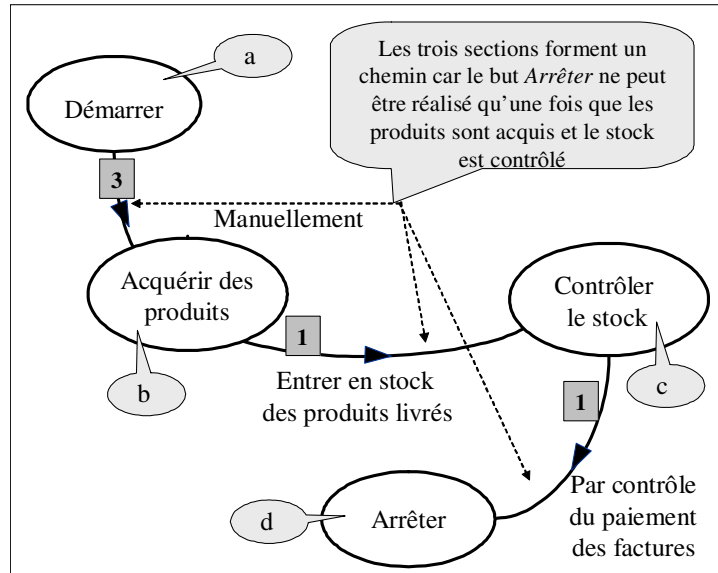 a
Démarrer
Les trois sections forment un
chemin car le but Arrêter ne peut
être réalisé qu'une fois que les
produits sont acquis et le stock
est contrôlé
3
Manuellement
Acquérir des
produits
Contrôler
le stock
1
b
Entrer en stock
des produits livrés
c
1
d
Arrêter
Par contrôle
du paiement
des factures